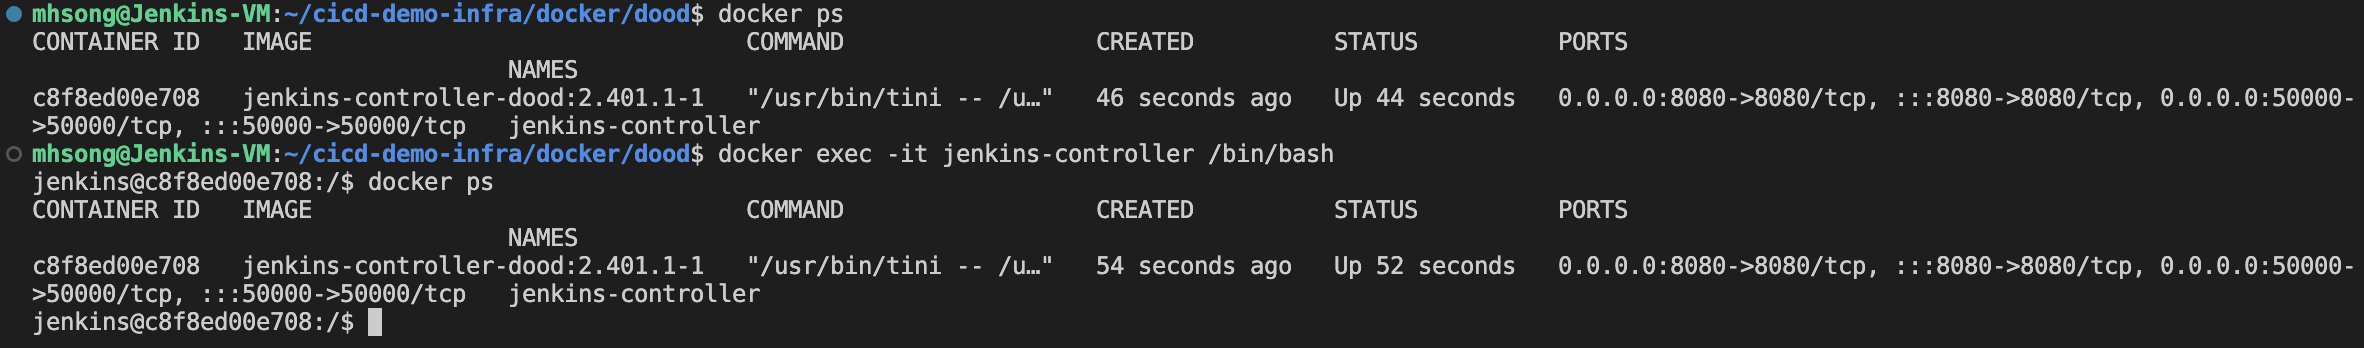 mhsong@Jenkins-VM:~/cicd-demo-infra/docker/dood$ docker ps
CONTAINER ID   IMAGE                               COMMAND                  CREATED          STATUS          PORTS
                                  NAMES
c8f8ed00e708   jenkins-controller-dood:2.401.1-1   "/usr/bin/tini -- /u…"   46 seconds ago   Up 44 seconds   0.0.0.0:8080->8080/tcp, :::8080->8080/tcp, 0.0.0.0:50000-
>50000/tcp, :::50000->50000/tcp   jenkins-controller
mhsong@Jenkins-VM:~/cicd-demo-infra/docker/dood$ docker exec -it jenkins-controller /bin/bash
jenkins@c8f8ed00e708:/$ docker ps
CONTAINER ID   IMAGE                               COMMAND                  CREATED          STATUS          PORTS
                                  NAMES
c8f8ed00e708   jenkins-controller-dood:2.401.1-1   "/usr/bin/tini -- /u…"   54 seconds ago   Up 52 seconds   0.0.0.0:8080->8080/tcp, :::8080->8080/tcp, 0.0.0.0:50000-
>50000/tcp, :::50000->50000/tcp   jenkins-controller
jenkins@c8f8ed00e708:/$